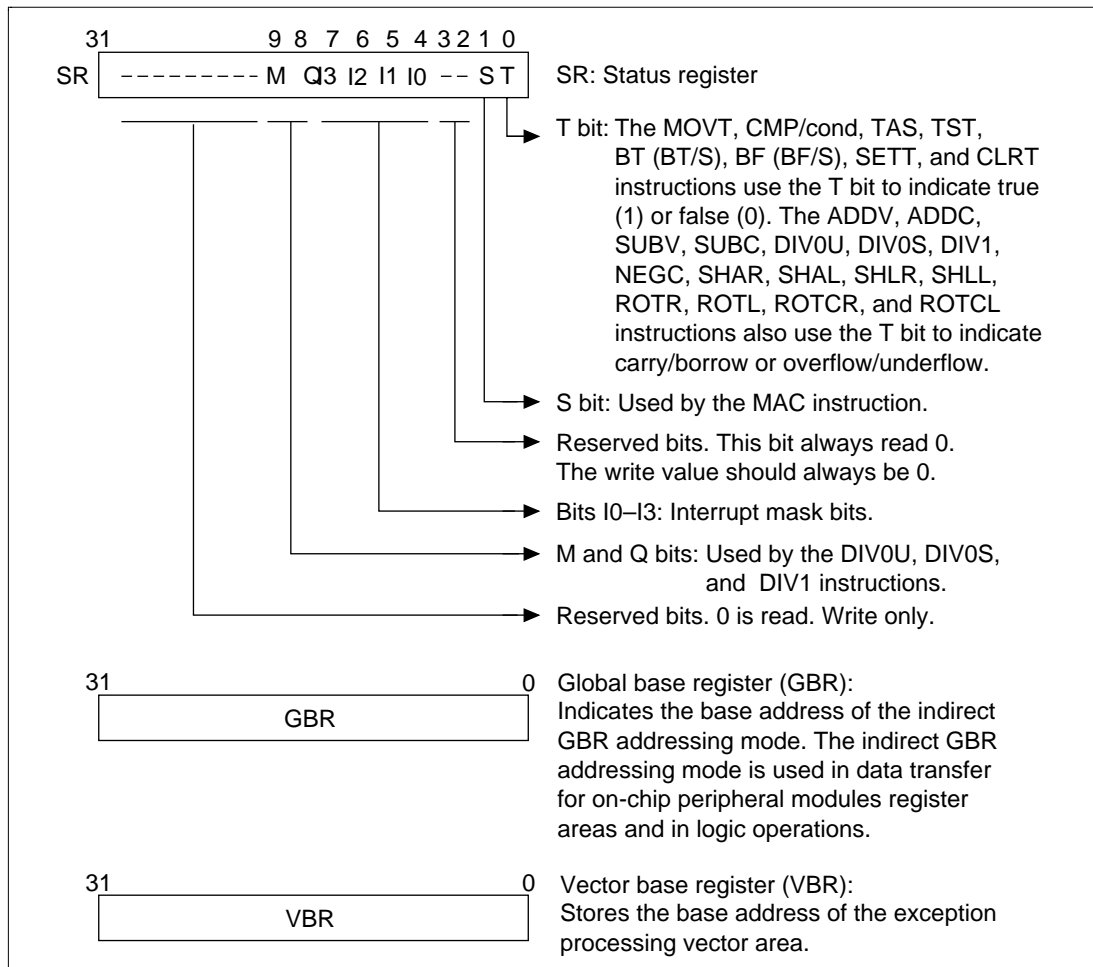 31 9 8 7 6 5 4 3 2 1 0
SR ---------- M Q I3 I2 I1 I0 -- S T SR: Status register
T bit: The MOVT, CMP/cond, TAS, TST,
BT (BT/S), BF (BF/S), SETT, and CLRT
instructions use the T bit to indicate true
(1) or false (0). The ADDV, ADDC,
SUBV, SUBC, DIV0U, DIV0S, DIV1,
NEGC, SHAR, SHAL, SHLR, SHLL,
ROTR, ROTL, ROTCR, and ROTCL
instructions also use the T bit to indicate
carry/borrow or overflow/underflow.
S bit: Used by the MAC instruction.
Reserved bits. This bit always read 0.
The write value should always be 0.
Bits I0–I3: Interrupt mask bits.
M and Q bits: Used by the DIV0U, DIV0S,
and DIV1 instructions.
Reserved bits. 0 is read. Write only.
31 0 Global base register (GBR):
GBR Indicates the base address of the indirect
GBR addressing mode. The indirect GBR
addressing mode is used in data transfer
for on-chip peripheral modules register
areas and in logic operations.
31 0 Vector base register (VBR):
VBR Stores the base address of the exception
processing vector area.